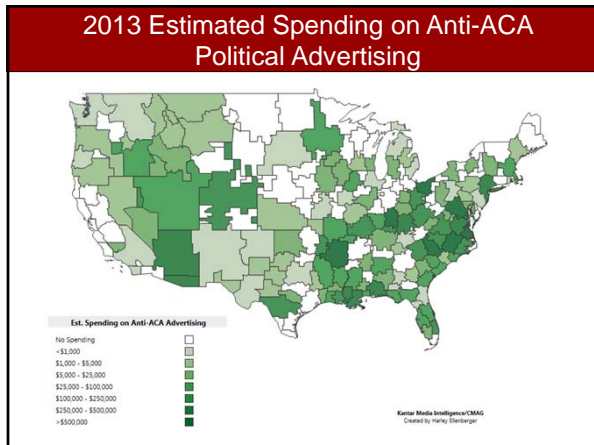 2013 Estimated Spending on Anti-ACA
Political Advertising
Est. Spending on Anti-ACA Advertising
No Spending
<$1,000
$1,000 - $5,000
$5,000 - $25,000
$25,000 - $100,000
$100,000 - $250,000
$250,000 - $500,000
>$500,000
Kantar Media Intelligence/CMAG
Created by Harley Ellenberger